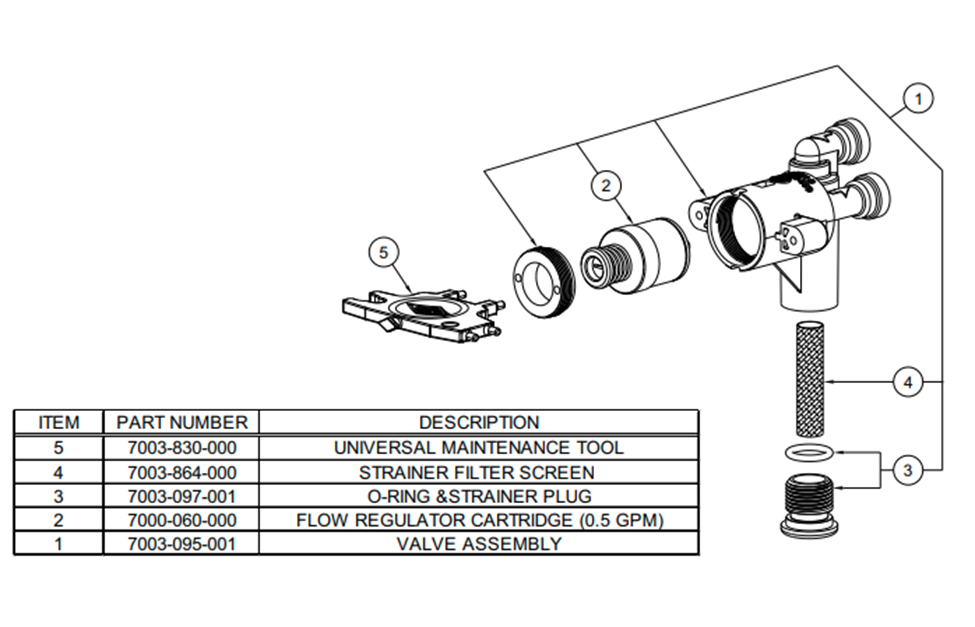 1
2
5
4
3
ITEM PART NUMBER DESCRIPTION
5 7003-830-000 UNIVERSAL MAINTENANCE TOOL
4 7003-864-000 STRAINER FILTER SCREEN
3 7003-097-001 O-RING &STRAINER PLUG
2 7000-060-000 FLOW REGULATOR CARTRIDGE (0.5 GPM)
1 7003-095-001 VALVE ASSEMBLY